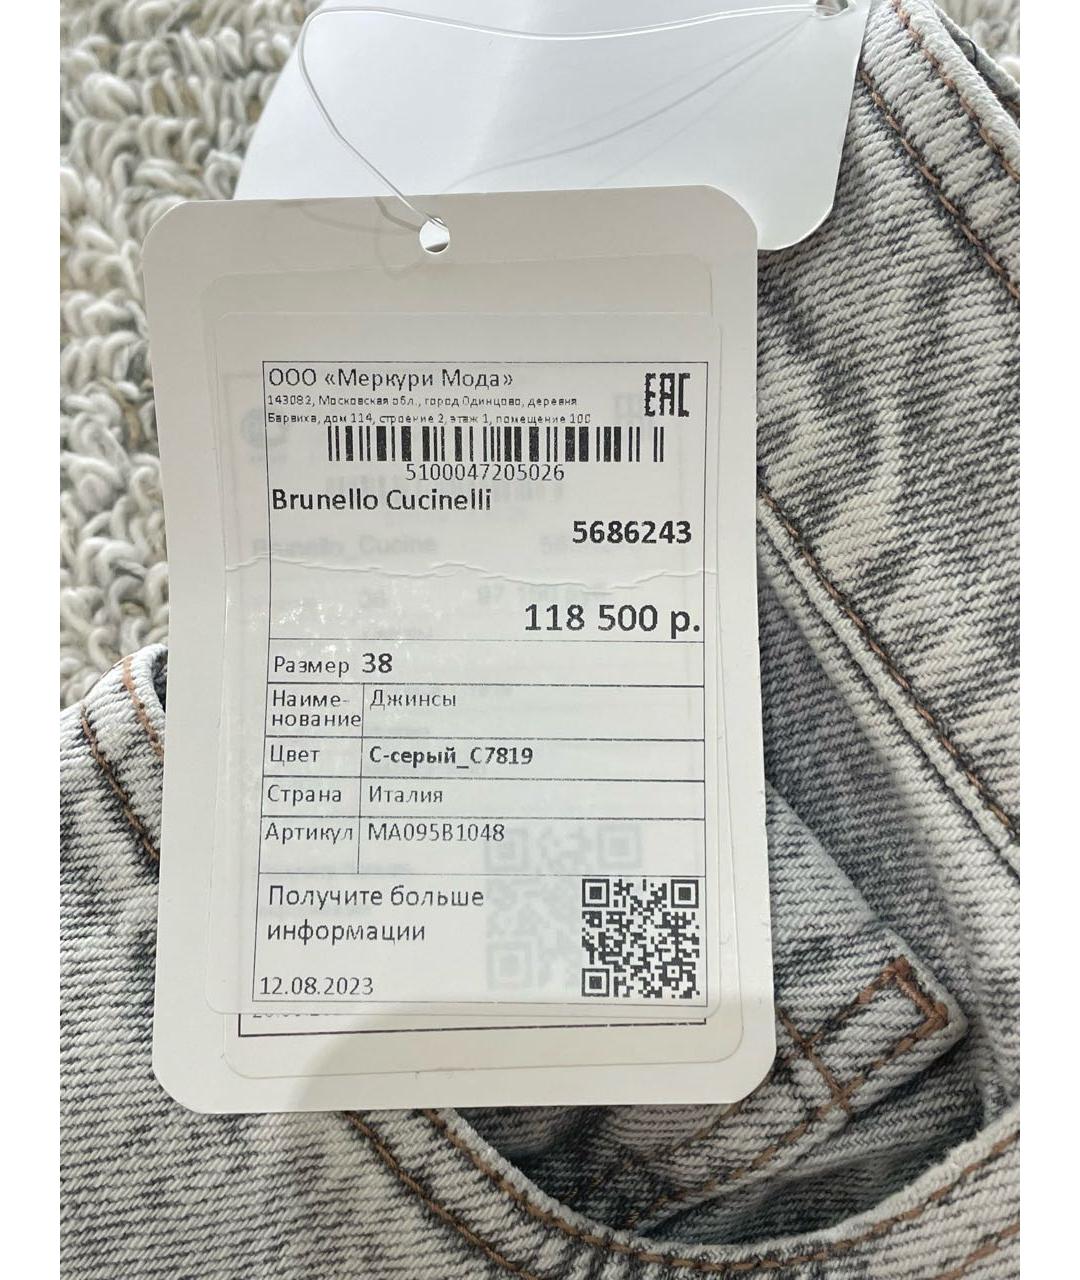 ООО «Меркури Мода»
143082, Московская обл., город Одинцово, деревня
Барвиха, дом 114, строение 2, этаж 1, помещение 100
EAC
5100047205026
Brunello Cucinelli
5686243
118 500 р.
Размер 38
Наиме-
нование Джинсы
Цвет С-серый_C7819
Страна Италия
Артикул MA095B1048
Получите больше
информации
12.08.2023